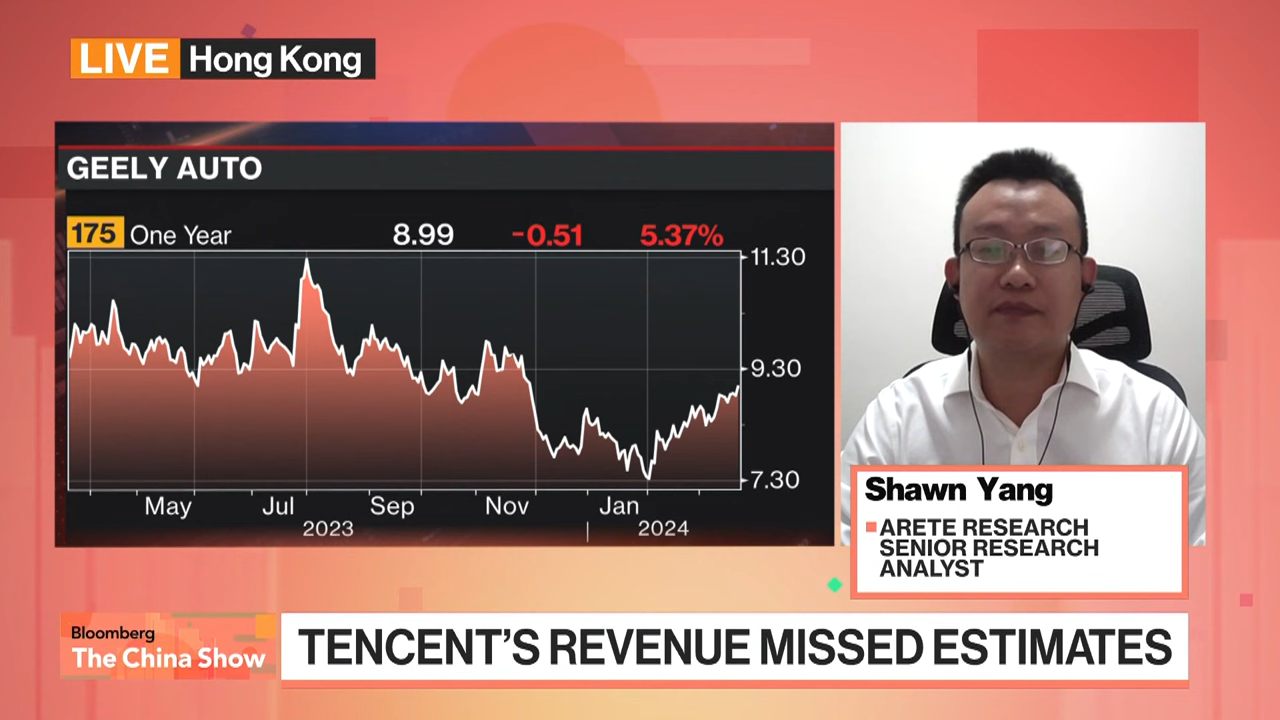 LIVE Hong Kong
GEELY AUTO
175 One Year 8.99 -0.51 5.37%
11.30
9.30
7.30
May Jul Sep Nov Jan
2023 2024
Shawn Yang
ARETE RESEARCH
SENIOR RESEARCH
ANALYST
Bloomberg
The China Show
TENCENT'S REVENUE MISSED ESTIMATES